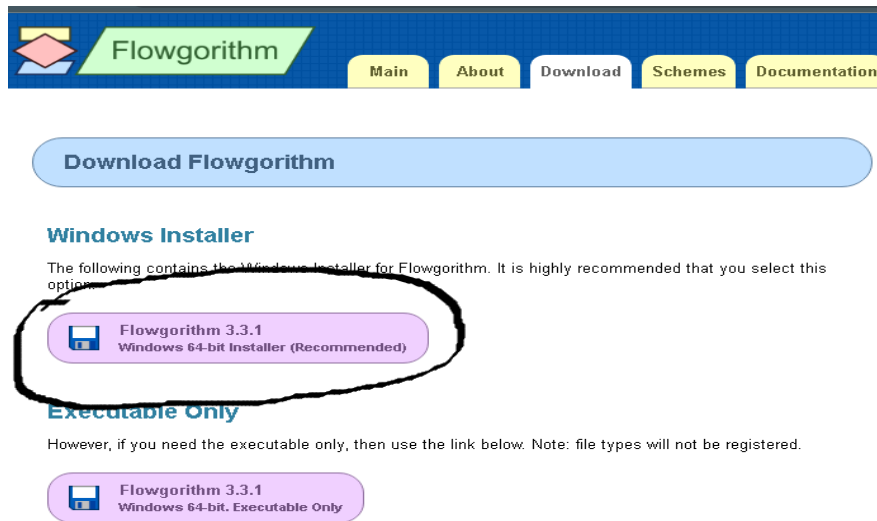 Flowgorithm
Main About Download Schemes Documentation
Download Flowgorithm
Windows Installer
The following contains the Windows Installer for Flowgorithm. It is highly recommended that you select this
option.
Flowgorithm 3.3.1
Windows 64-bit Installer (Recommended)
Executable Only
However, if you need the executable only, then use the link below. Note: file types will not be registered.
Flowgorithm 3.3.1
Windows 64-bit. Executable Only